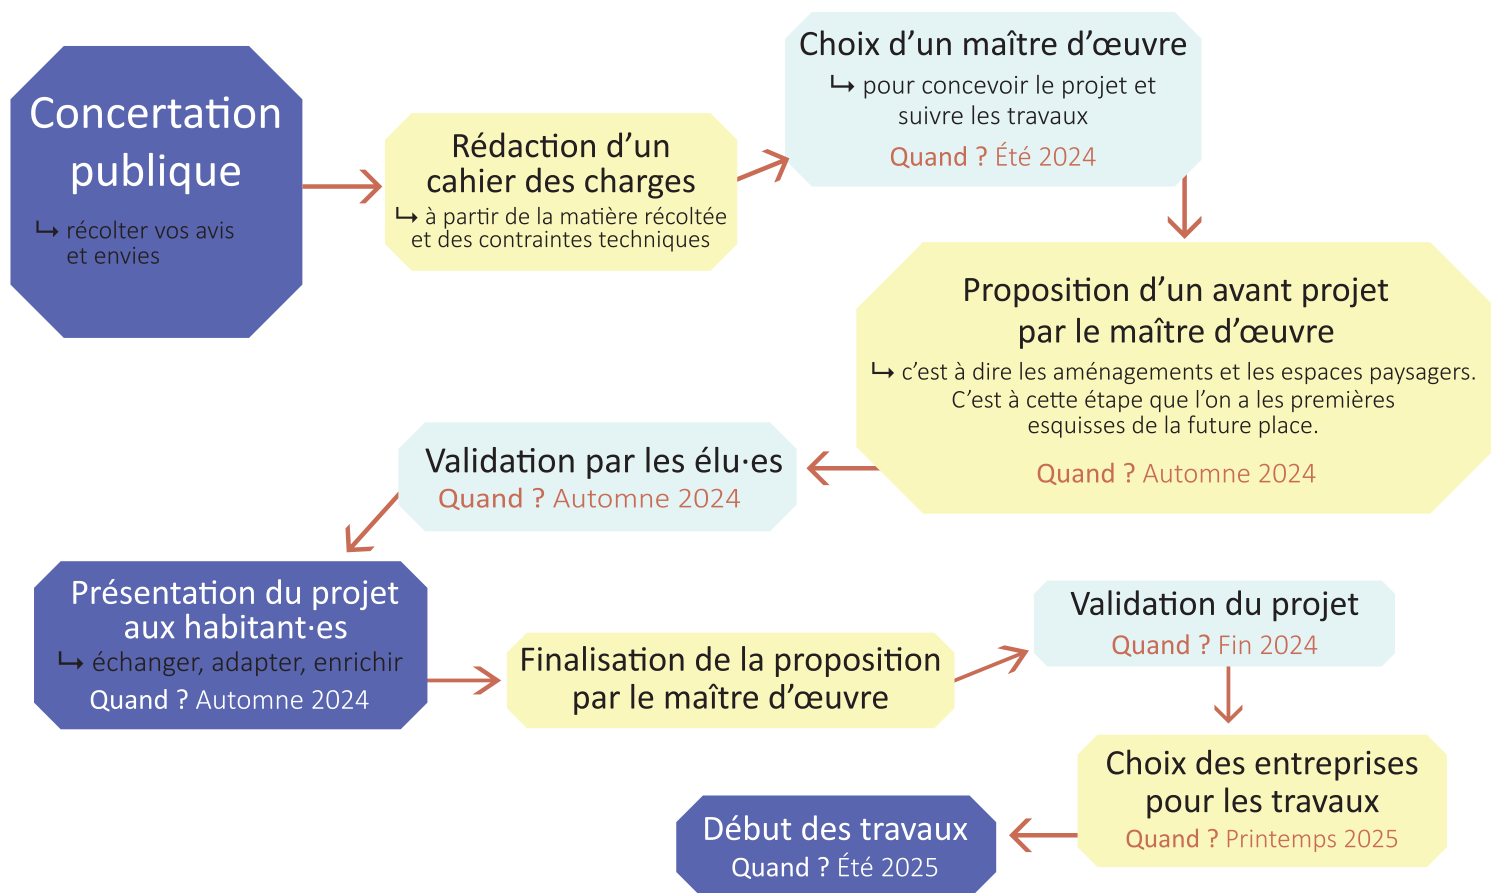 Concertation
publique
↳ récolter vos avis
et envies
Rédaction d’un
cahier des charges
↳ à partir de la matière récoltée
et des contraintes techniques
Choix d’un maître d’œuvre
↳ pour concevoir le projet et
suivre les travaux
Quand ? Été 2024
Proposition d’un avant projet
par le maître d’œuvre
↳ c’est à dire les aménagements et les espaces paysagers.
C’est à cette étape que l’on a les premières
esquisses de la future place.
Quand ? Automne 2024
Validation par les élu·es
Quand ? Automne 2024
Présentation du projet
aux habitant·es
↳ échanger, adapter, enrichir
Quand ? Automne 2024
Finalisation de la proposition
par le maître d’œuvre
Validation du projet
Quand ? Fin 2024
Choix des entreprises
pour les travaux
Quand ? Printemps 2025
Début des travaux
Quand ? Été 2025